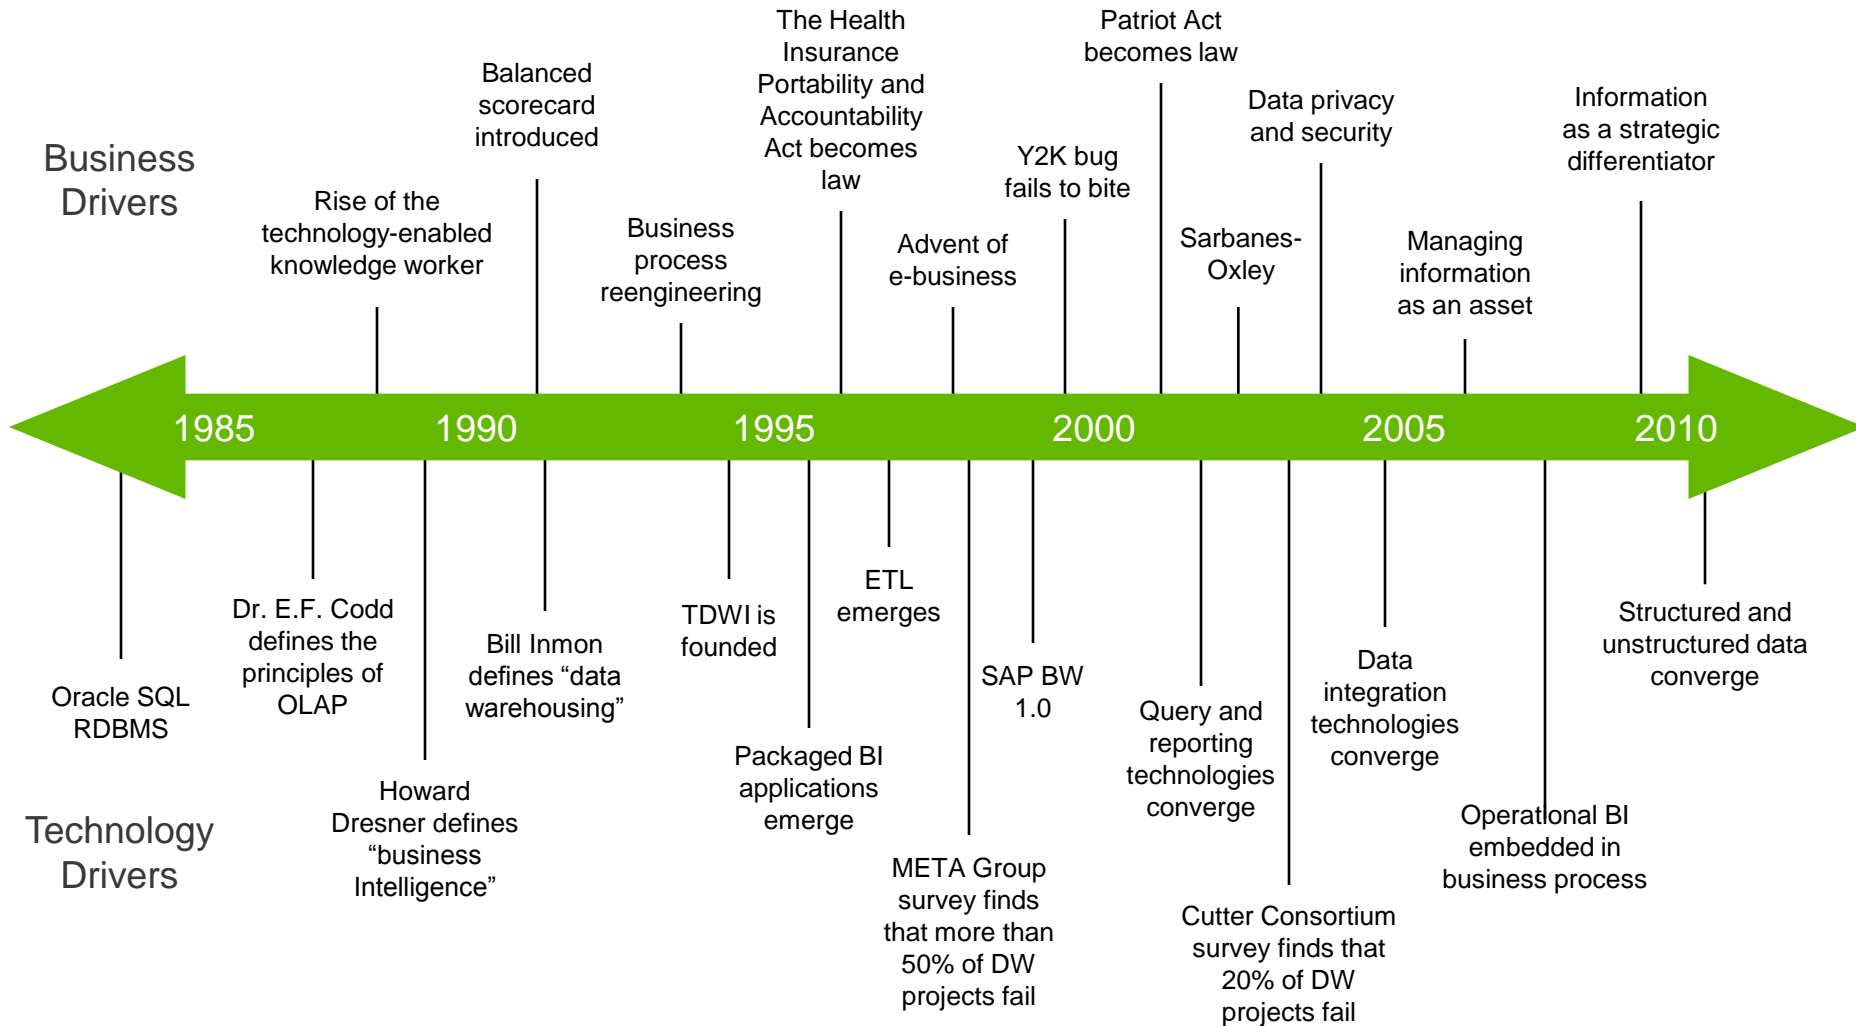 Business
Drivers
Rise of the
technology-enabled
knowledge worker
Balanced
scorecard
introduced
Business
process
reengineering
The Health
Insurance
Portability and
Accountability
Act becomes
law
Advent of
e-business
Y2K bug
fails to bite
Patriot Act
becomes law
Sarbanes-
Oxley
Data privacy
and security
Managing
information
as an asset
Information
as a strategic
differentiator
1985
1990
1995
2000
2005
2010
Technology
Drivers
Oracle SQL
RDBMS
Dr. E.F. Codd
defines the
principles of
OLAP
Howard
Dresner defines
“business
Intelligence”
Bill Inmon
defines “data
warehousing”
TDWI is
founded
Packaged BI
applications
emerge
ETL
emerges
META Group
survey finds
that more than
50% of DW
projects fail
SAP BW
1.0
Query and
reporting
technologies
converge
Cutter Consortium
survey finds that
20% of DW
projects fail
Data
integration
technologies
converge
Operational BI
embedded in
business process
Structured and
unstructured data
converge